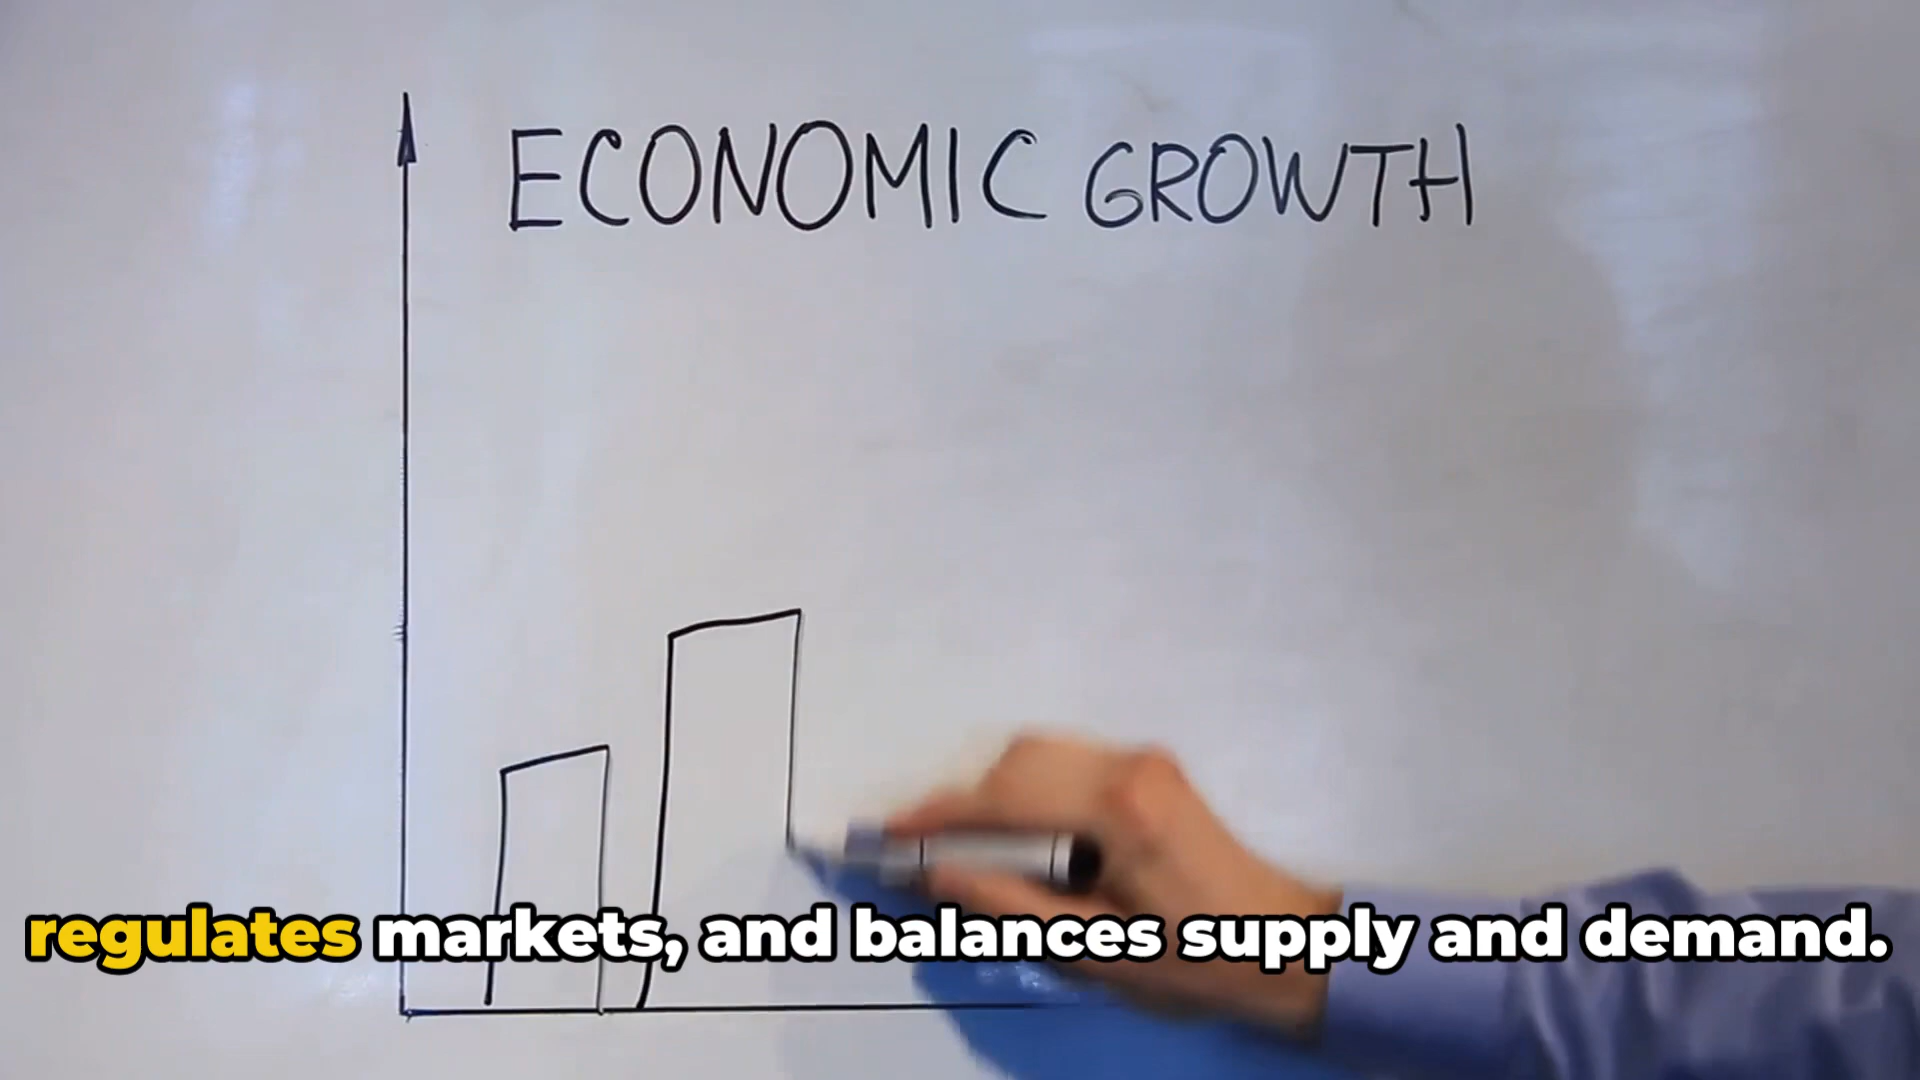 ECONOMIC GROWTH
regulates markets, and balances supply and demand.